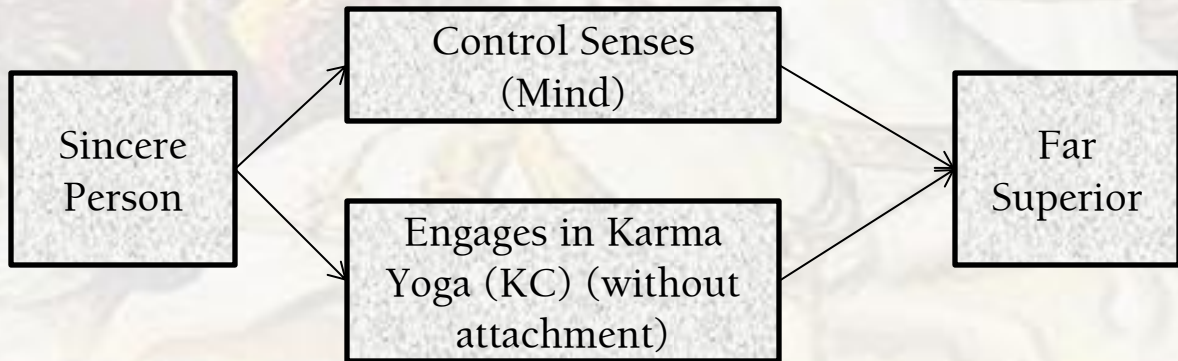 Control Senses
(Mind)
Sincere
Person
Far
Superior
Engages in Karma
Yoga (KC) (without
attachment)